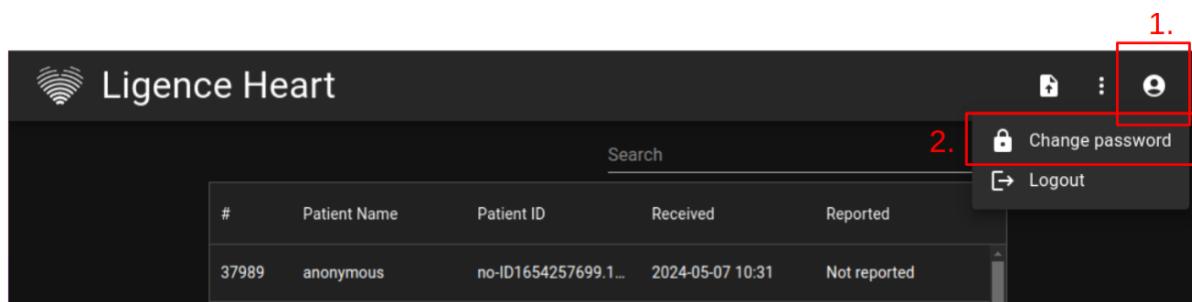 1.
Ligence Heart
2.
Change password
Search
Logout
# Patient Name Patient ID Received Reported
37989 anonymous no-ID1654257699.1... 2024-05-07 10:31 Not reported